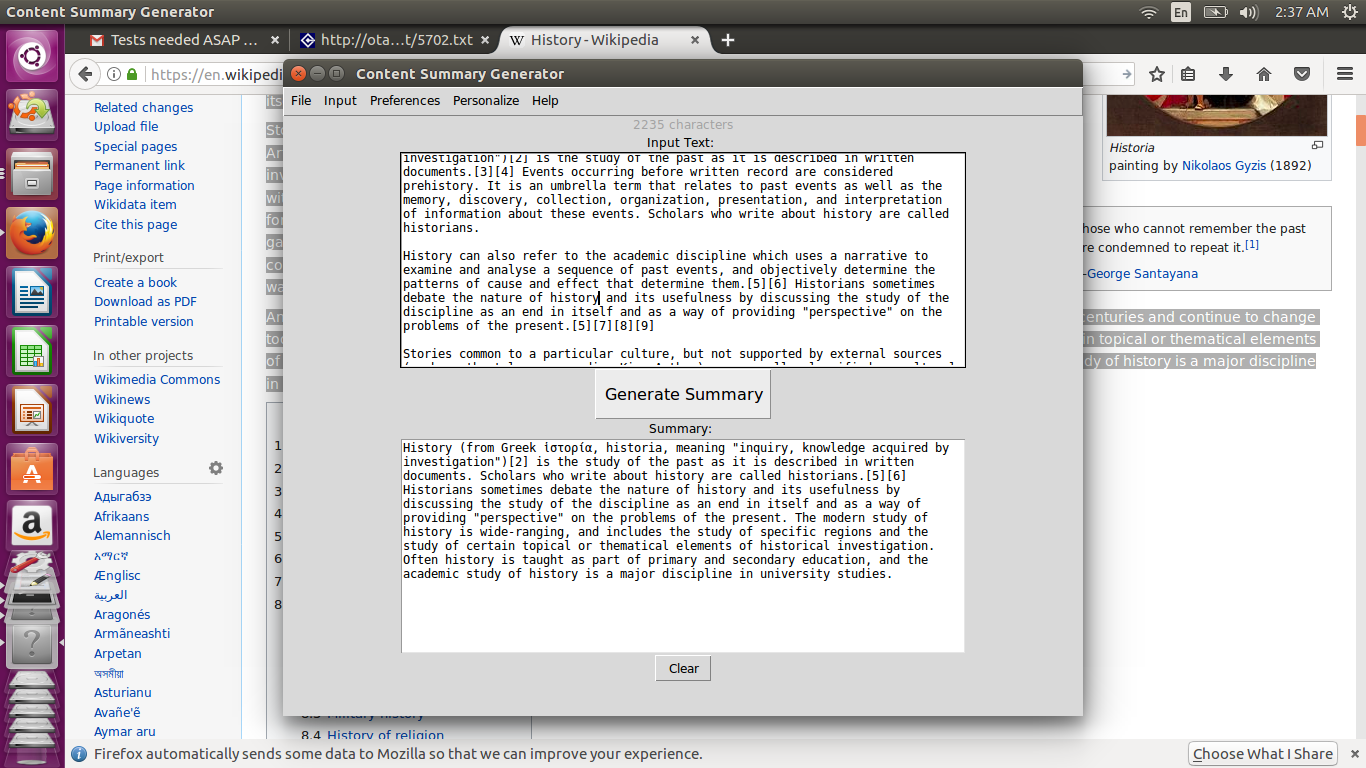 Content Summary Generator
En
2:37 AM
Tests needed ASAP ...
http://ota...t/5702.txt
W History - Wikipedia
https://en.wikipedi
Related changes
Upload file
Special pages
Permanent link
Page information
Wikidata item
Cite this page
Print/export
Create a book
Download as PDF
Printable version
In other projects
Wikimedia Commons
Wikinews
Wikiquote
Wikiversity
Languages
Адыгабзэ
Afrikaans
Alemannisch
አማርኛ
Ænglisc
العربية
Aragonés
Armãneashti
Arpetan
অসমীয়া
Asturianu
Avañe'ẽ
Aymar aru
Content Summary Generator
File Input Preferences Personalize Help
2235 characters
Input Text:
investigation")[2] is the study of the past as it is described in written
documents.[3][4] Events occurring before written record are considered
prehistory. It is an umbrella term that relates to past events as well as the
memory, discovery, collection, organization, presentation, and interpretation
of information about these events. Scholars who write about history are called
historians.
History can also refer to the academic discipline which uses a narrative to
examine and analyse a sequence of past events, and objectively determine the
patterns of cause and effect that determine them.[5][6] Historians sometimes
debate the nature of history and its usefulness by discussing the study of the
discipline as an end in itself and as a way of providing "perspective" on the
problems of the present.[5][7][8][9]
Stories common to a particular culture, but not supported by external sources
Generate Summary
Summary:
History (from Greek ἱστορία, historia, meaning "inquiry, knowledge acquired by
investigation")[2] is the study of the past as it is described in written
documents. Scholars who write about history are called historians.[5][6]
Historians sometimes debate the nature of history and its usefulness by
discussing the study of the discipline as an end in itself and as a way of
providing "perspective" on the problems of the present. The modern study of
history is wide-ranging, and includes the study of specific regions and the
study of certain topical or thematical elements of historical investigation.
Often history is taught as part of primary and secondary education, and the
academic study of history is a major discipline in university studies.
Clear
1
2
3
4
5
6
7
8
8.4 History of religion
Historia
painting by Nikolaos Gyzis (1892)
hose who cannot remember the past
re condemned to repeat it.[1]
-George Santayana
enturies and continue to change
n topical or thematical elements
dy of history is a major discipline
Firefox automatically sends some data to Mozilla so that we can improve your experience.
Choose What I Share